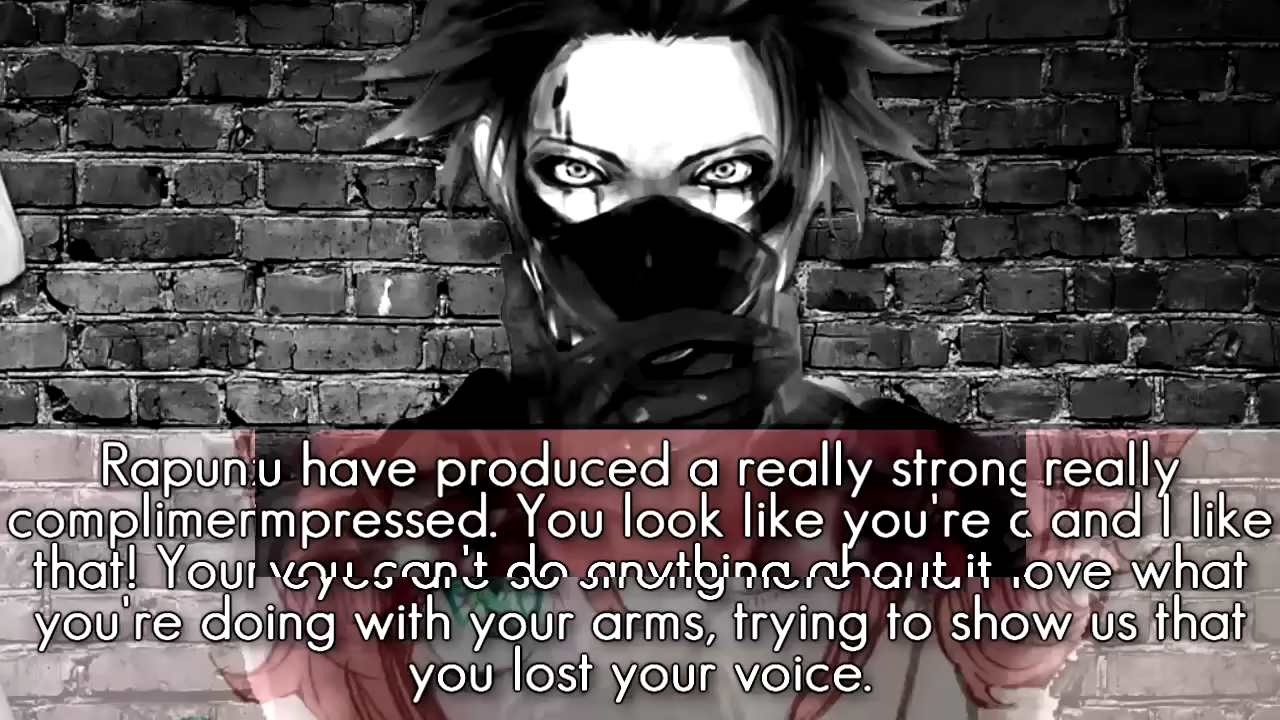 Rapun u have produced a really strong really
complimen mpressed. You look like you're a and I like
that! Your you can't do anything about it love what
you're doing with your arms, trying to show us that
you lost your voice.